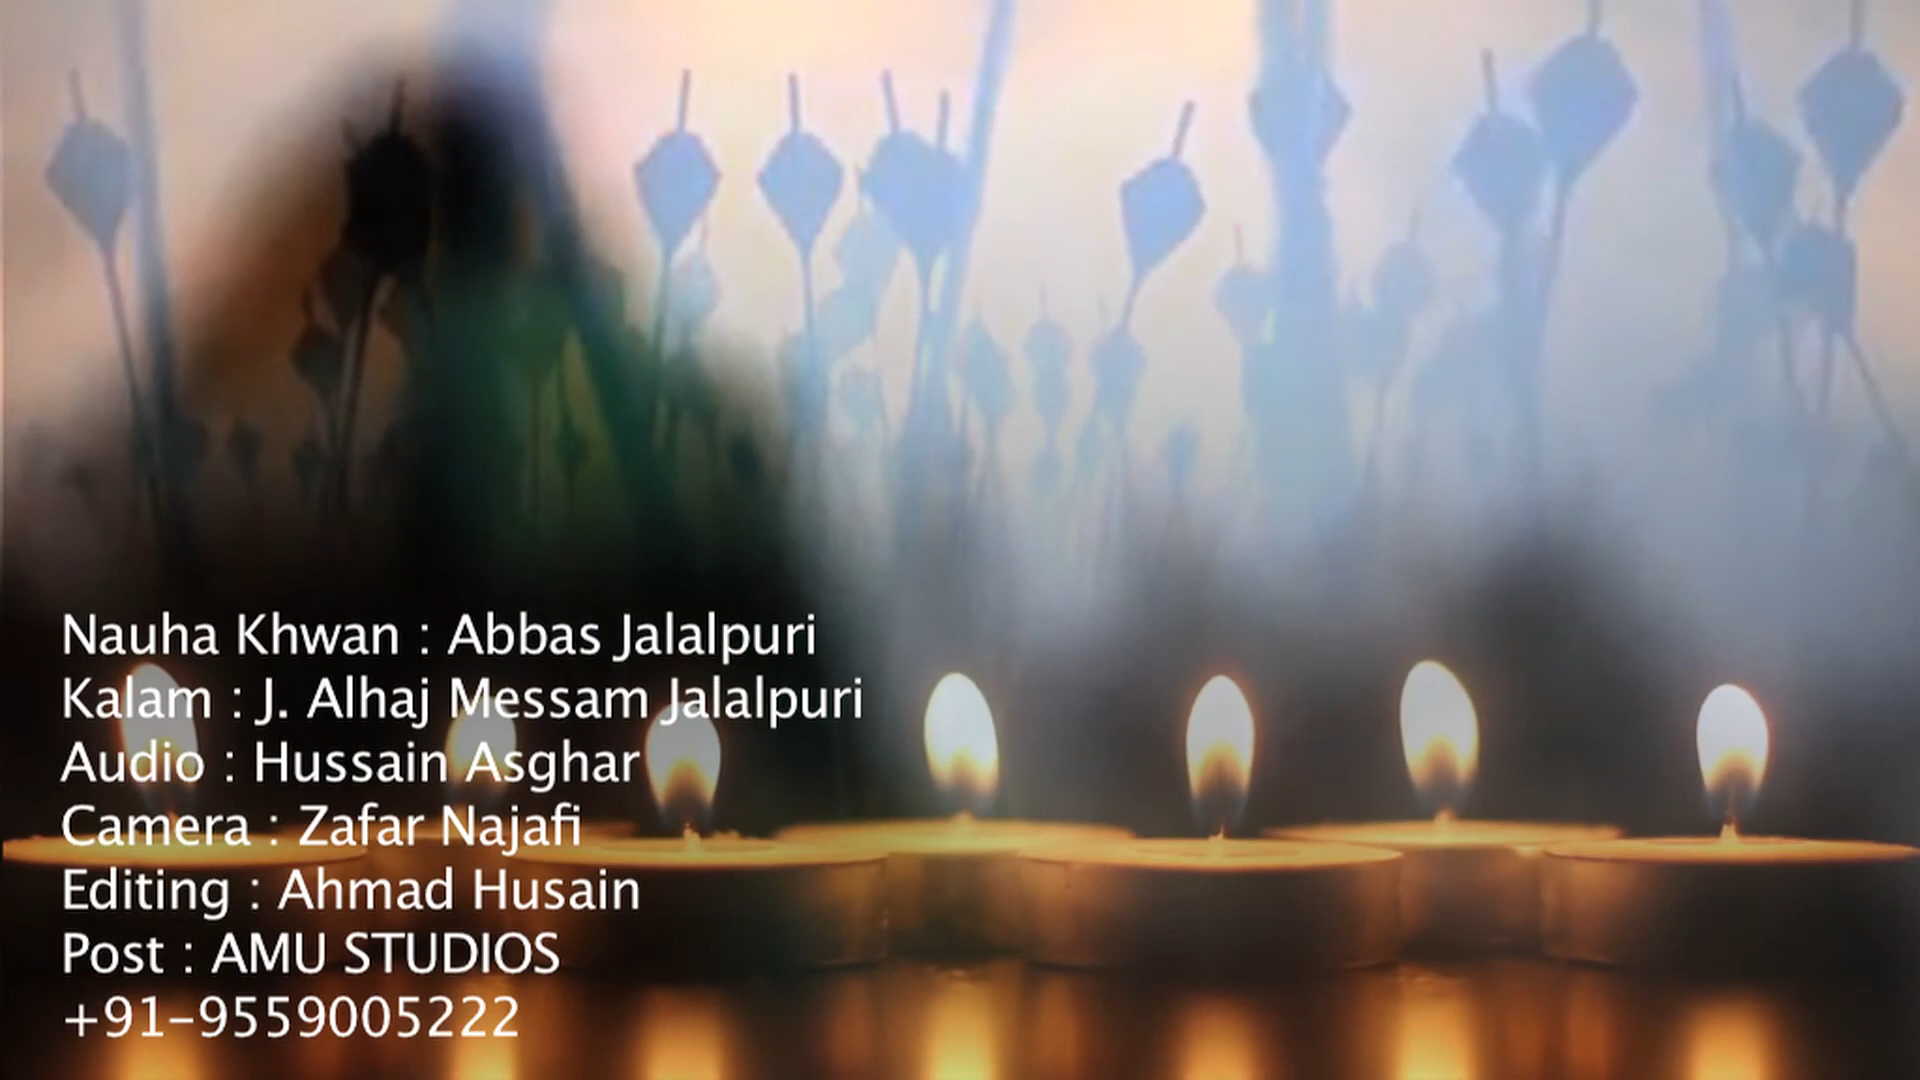 Nauha Khwan : Abbas Jalalpuri
Kalam : J. Alhaj Messam Jalalpuri
Audio : Hussain Asghar
Camera : Zafar Najafi
Editing : Ahmad Husain
Post : AMU STUDIOS
+91-9559005222